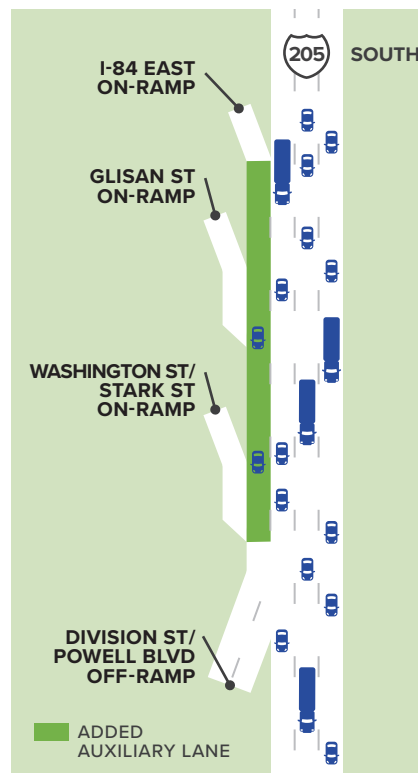 205 SOUTH
I-84 EAST
ON-RAMP
GLISAN ST
ON-RAMP
WASHINGTON ST/
STARK ST
ON-RAMP
DIVISION ST/
POWELL BLVD
OFF-RAMP
ADDED
AUXILIARY LANE